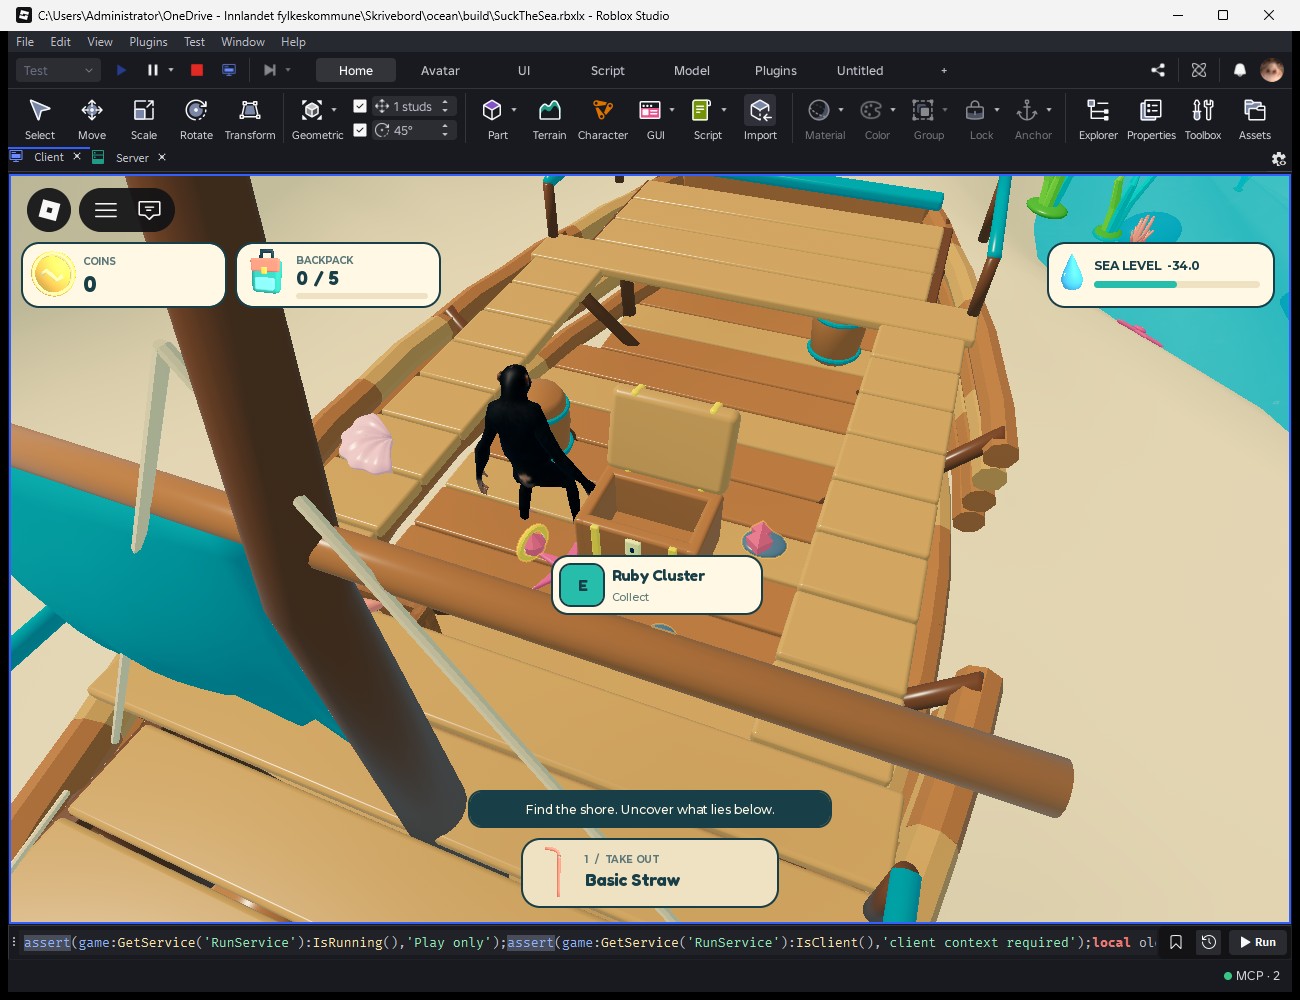 C:\Users\Administrator\OneDrive - Innlandet fylkeskommune\Skrivebord\ocean\build\SuckTheSea.rbxlx - Roblox Studio
File Edit View Plugins Test Window Help
Test Home Avatar UI Script Model Plugins Untitled +
1 studs
45°
Select Move Scale Rotate Transform Geometric Part Terrain Character GUI Script Import Material Color Group Lock Anchor Explorer Properties Toolbox Assets
Client Server
COINS
0
BACKPACK
0 / 5
SEA LEVEL -34.0
E
Ruby Cluster
Collect
Find the shore. Uncover what lies below.
1 / TAKE OUT
Basic Straw
assert(game:GetService('RunService'):IsRunning(),'Play only');assert(game:GetService('RunService'):IsClient(),'client context required');local ol
Run
MCP · 2